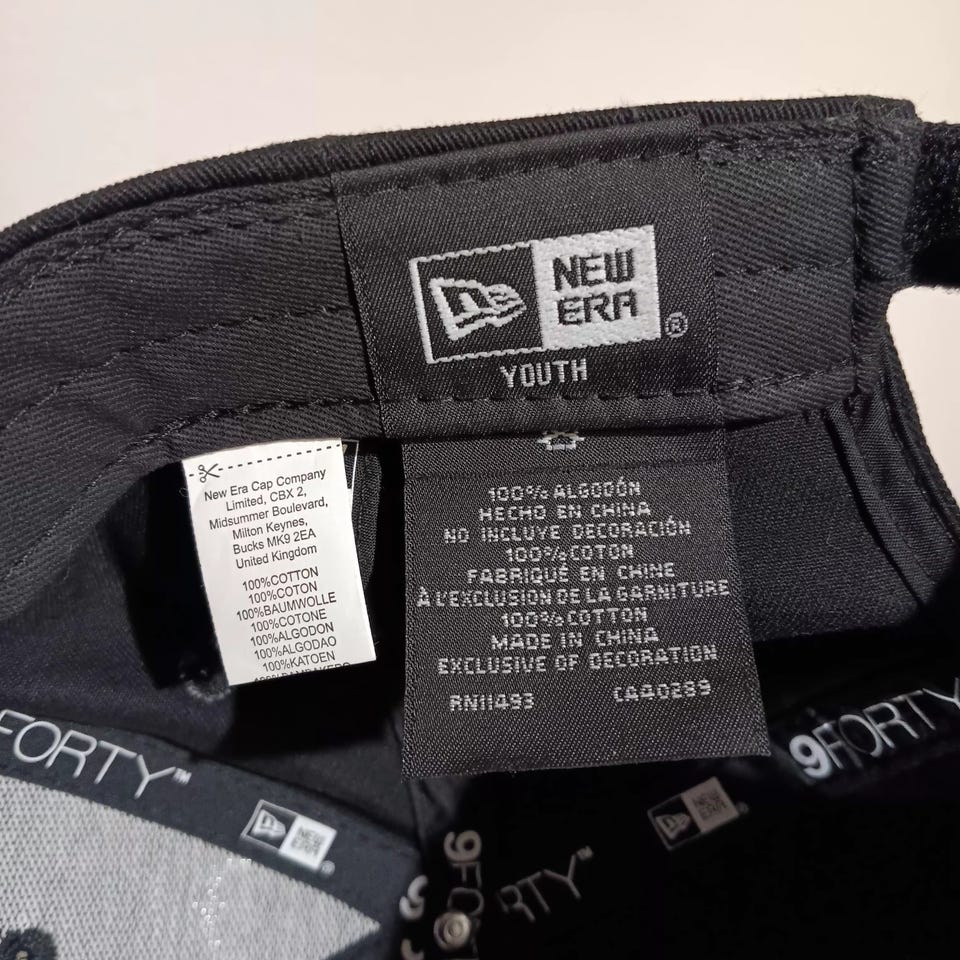 NEW
ERA
®
YOUTH
New Era Cap Company
Limited, CBX 2,
Midsummer Boulevard,
Milton Keynes,
Bucks MK9 2EA
United Kingdom
100%COTTON
100%COTON
100%BAUMWOLLE
100%COTONE
100%ALGODON
100%ALGODAO
100%KATOEN
100% ALGODÓN
HECHO EN CHINA
NO INCLUYE DECORACIÓN
100% COTON
FABRIQUÉ EN CHINE
À L'EXCLUSION DE LA GARNITURE
100% COTTON
MADE IN CHINA
EXCLUSIVE OF DECORATION
RN11493 CAA0299
FORTY™
NEW
ERA
®
9FORTY
NEW
ERA
9FORTY™